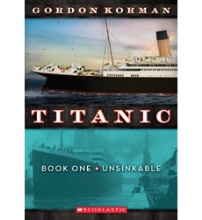 GORDON KORMAN
TITANIC
BOOK ONE • UNSINKABLE
SCHOLASTIC